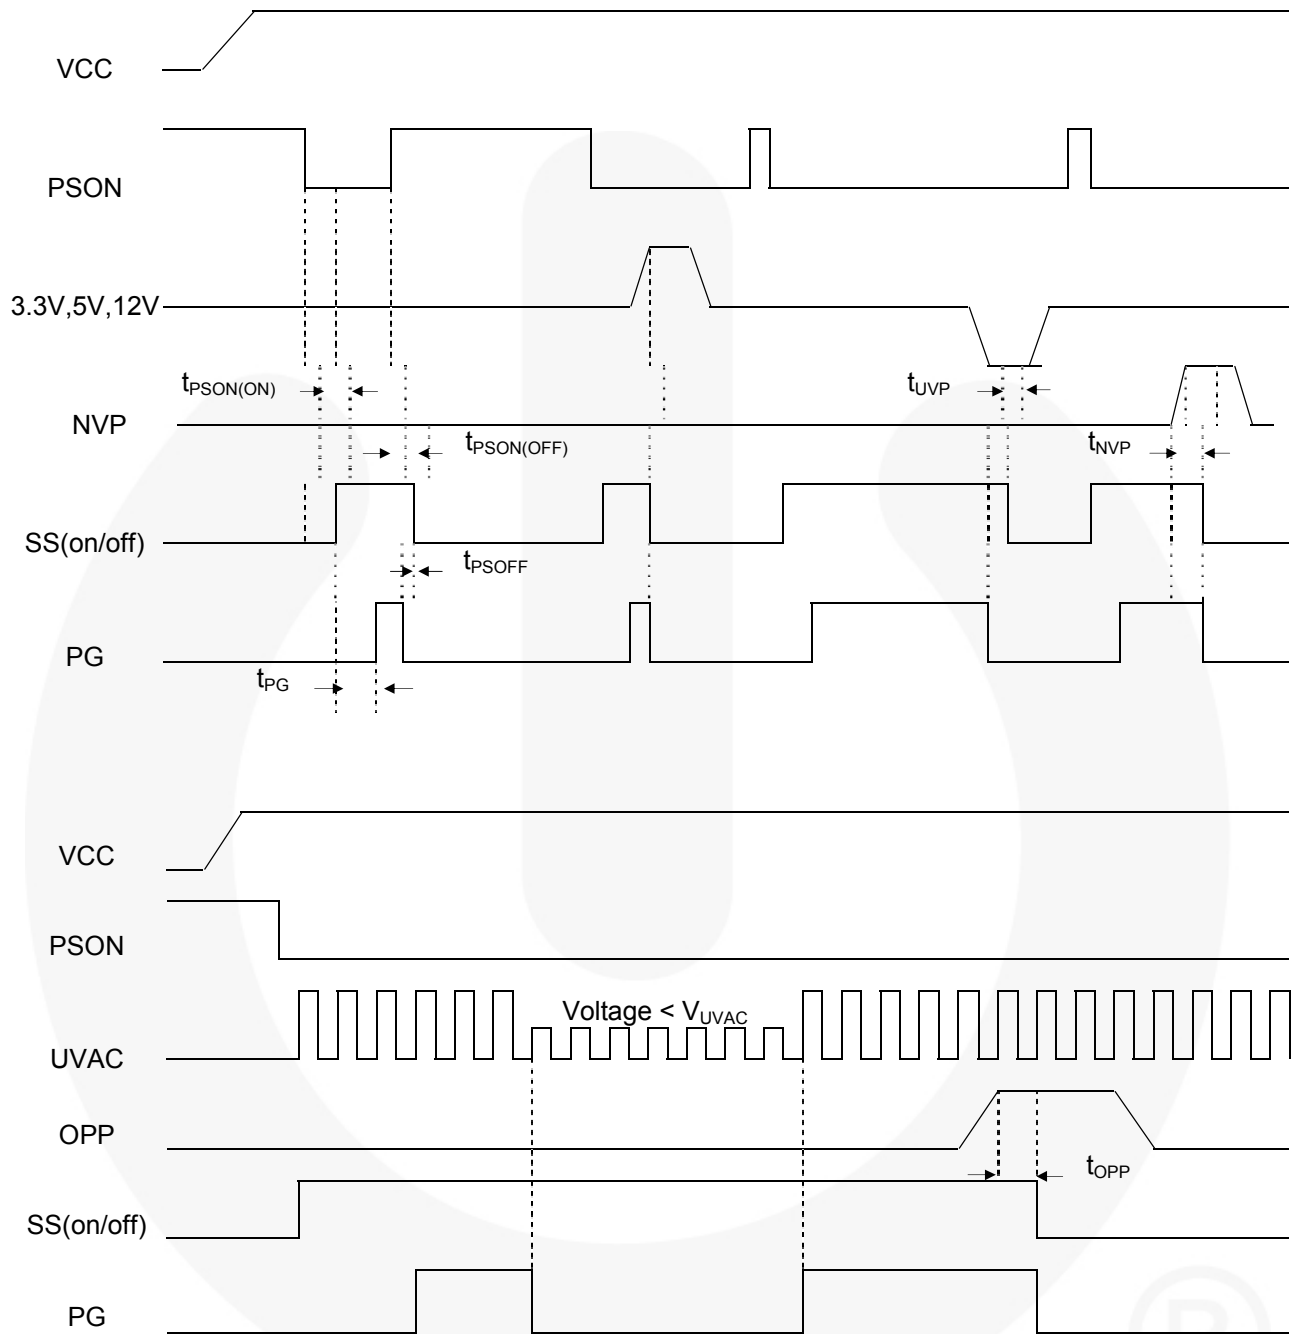 VCC
PSON
3.3V,5V,12V
tPSON(ON)
tUVP
NVP
tPSON(OFF)
tNVP
SS(on/off)
tPSOFF
PG
tPG
VCC
PSON
Voltage < VUVAC
UVAC
OPP
tOPP
SS(on/off)
PG
®